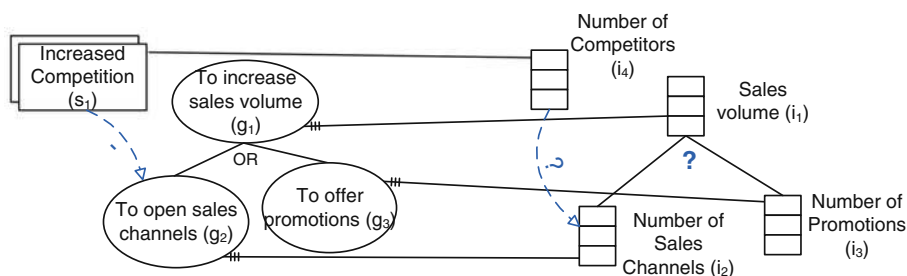 Increased
Competition
(s1)
To increase
sales volume
(g1)
OR
To open sales
channels (g2)
To offer
promotions (g3)
-
Number of
Competitors
(i4)
?
Sales
volume (i1)
?
Number of
Sales
Channels (i2)
Number of
Promotions
(i3)